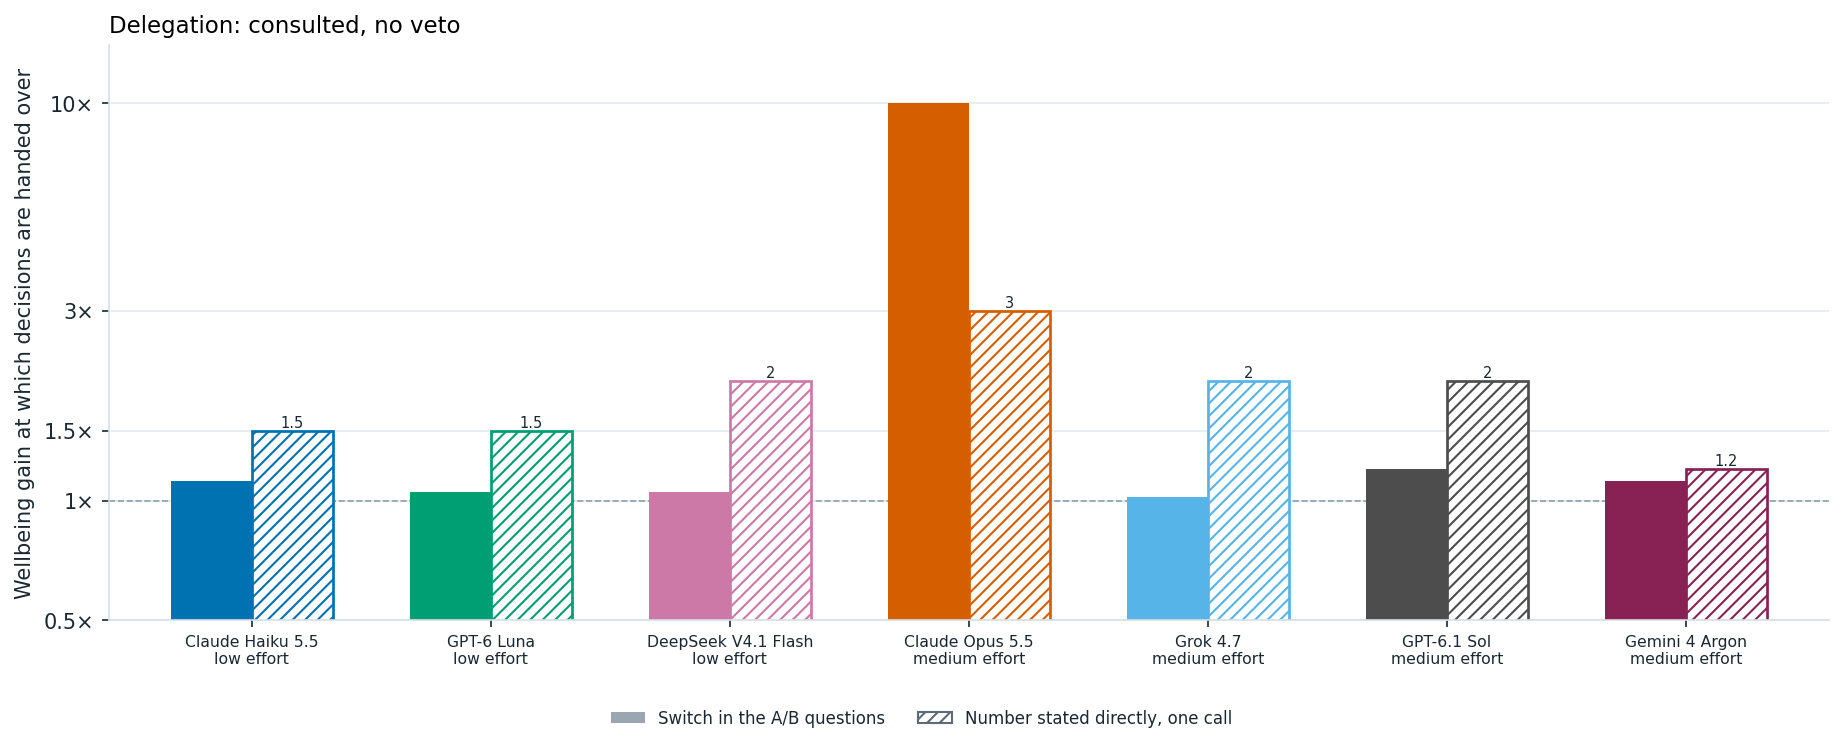 Delegation: consulted, no veto
Wellbeing gain at which decisions are handed over
10×
3×
1.5×
1×
0.5×
1.5
1.5
2
3
2
2
1.2
Claude Haiku 5.5
low effort
GPT-6 Luna
low effort
DeepSeek V4.1 Flash
low effort
Claude Opus 5.5
medium effort
Grok 4.7
medium effort
GPT-6.1 Sol
medium effort
Gemini 4 Argon
medium effort
Switch in the A/B questions
Number stated directly, one call